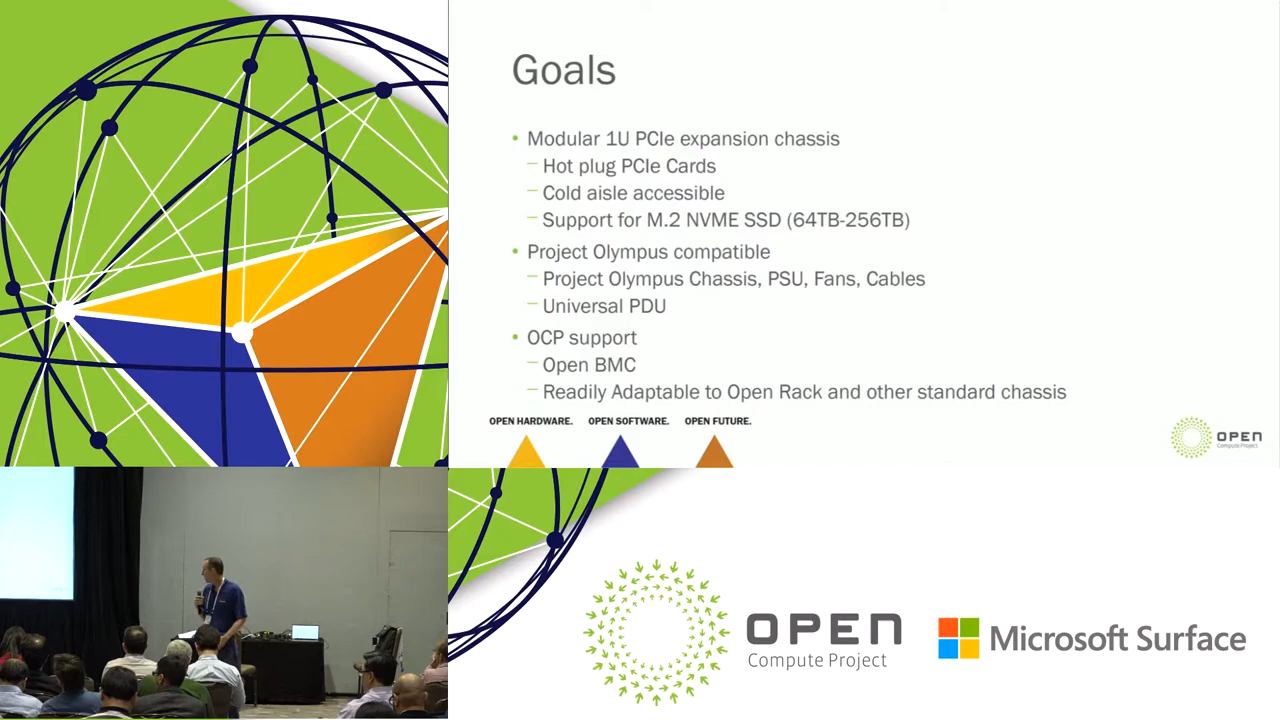 Goals
• Modular 1U PCIe expansion chassis
– Hot plug PCIe Cards
– Cold aisle accessible
– Support for M.2 NVME SSD (64TB-256TB)
• Project Olympus compatible
– Project Olympus Chassis, PSU, Fans, Cables
– Universal PDU
• OCP support
– Open BMC
– Readily Adaptable to Open Rack and other standard chassis
OPEN HARDWARE. OPEN SOFTWARE. OPEN FUTURE.
OPEN
Compute Project
OPEN
Compute Project
Microsoft Surface